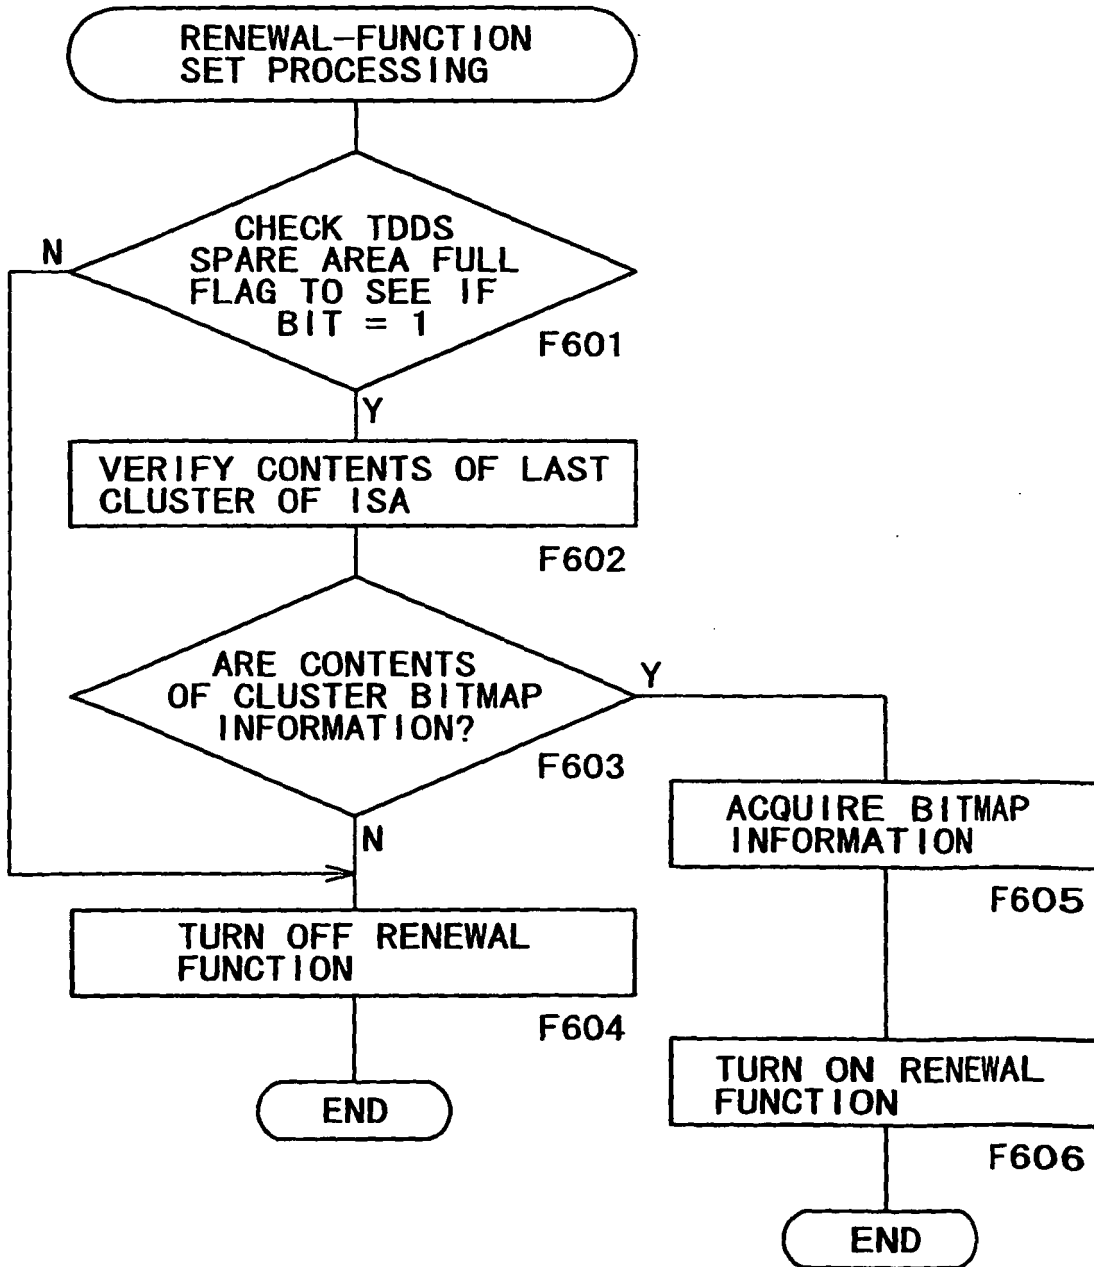 RENEWAL-FUNCTION
SET PROCESSING
N
CHECK TDDS
SPARE AREA FULL
FLAG TO SEE IF
BIT = 1
F601
Y
VERIFY CONTENTS OF LAST
CLUSTER OF ISA
F602
ARE CONTENTS
OF CLUSTER BITMAP
INFORMATION?
Y
F603
N
ACQUIRE BITMAP
INFORMATION
F605
TURN OFF RENEWAL
FUNCTION
F604
END
TURN ON RENEWAL
FUNCTION
F606
END